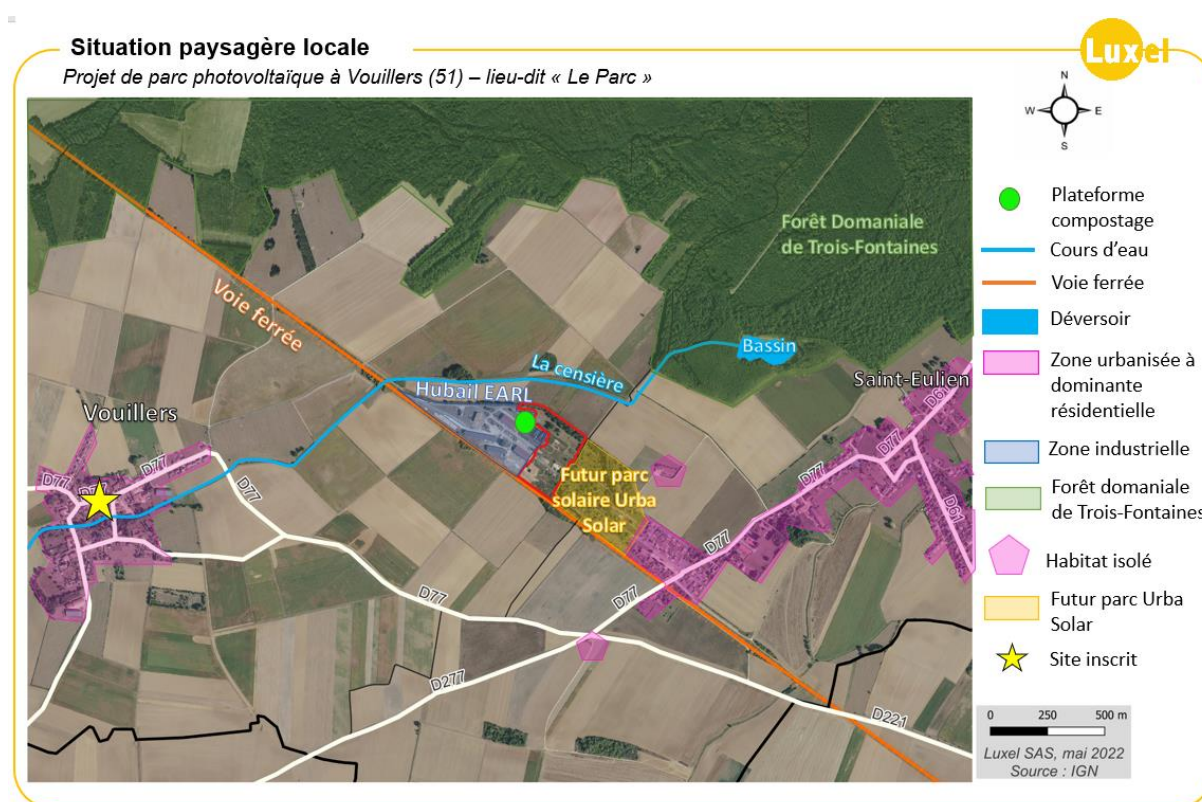 Situation paysagère locale
Luxel
Projet de parc photovoltaïque à Vouillers (51) – lieu-dit « Le Parc »
N
W
E
S
Forêt Domaniale
de Trois-Fontaines
Voie ferrée
La censière
Bassin
Hubail EARL
Saint-Eulien
D61
Vouillers
D77
D77
D77
D77
D77
D77
D77
D61
Futur parc
solaire Urba
Solar
D77
D277
D221
Plateforme
compostage
Cours d'eau
Voie ferrée
Déversoir
Zone urbanisée à
dominante
résidentielle
Zone industrielle
Forêt domaniale
de Trois-Fontaines
Habitat isolé
Futur parc Urba
Solar
Site inscrit
0 250 500 m
Luxel SAS, mai 2022
Source : IGN